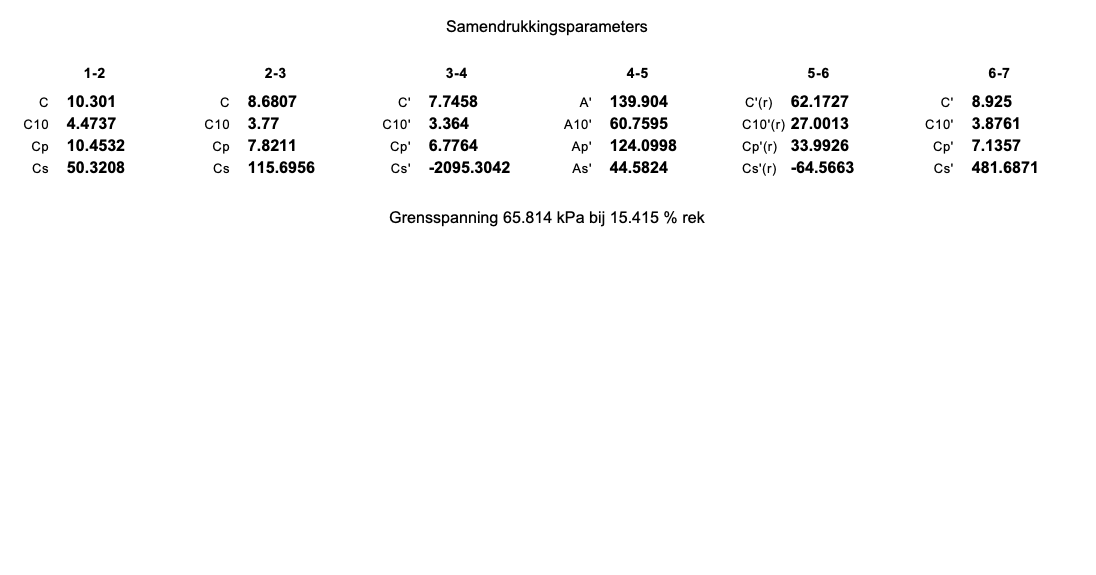 Samendrukkingsparameters
1-2 2-3 3-4 4-5 5-6 6-7
C 10.301 C 8.6807 C' 7.7458 A' 139.904 C'(r) 62.1727 C' 8.925
C10 4.4737 C10 3.77 C10' 3.364 A10' 60.7595 C10'(r) 27.0013 C10' 3.8761
Cp 10.4532 Cp 7.8211 Cp' 6.7764 Ap' 124.0998 Cp'(r) 33.9926 Cp' 7.1357
Cs 50.3208 Cs 115.6956 Cs' -2095.3042 As' 44.5824 Cs'(r) -64.5663 Cs' 481.6871
Grensspanning 65.814 kPa bij 15.415 % rek